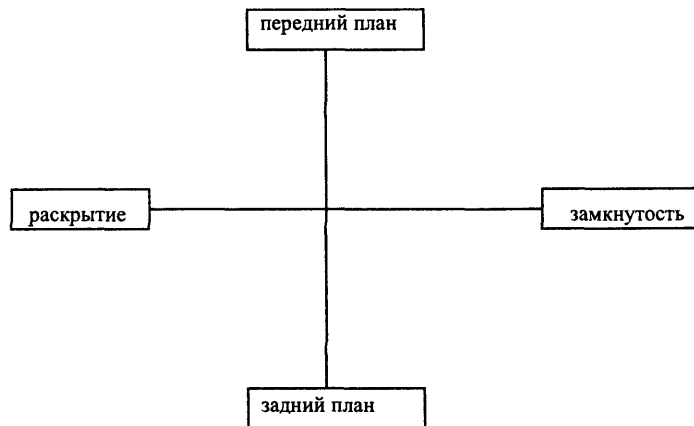 передний план
раскрытие
замкнутость
задний план